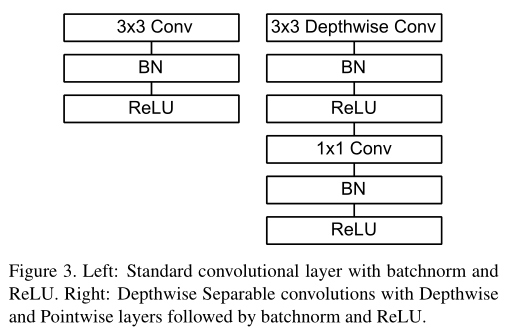 3x3 Conv
BN
ReLU
3x3 Depthwise Conv
BN
ReLU
1x1 Conv
BN
ReLU
Figure 3. Left: Standard convolutional layer with batchnorm and
ReLU. Right: Depthwise Separable convolutions with Depthwise
and Pointwise layers followed by batchnorm and ReLU.